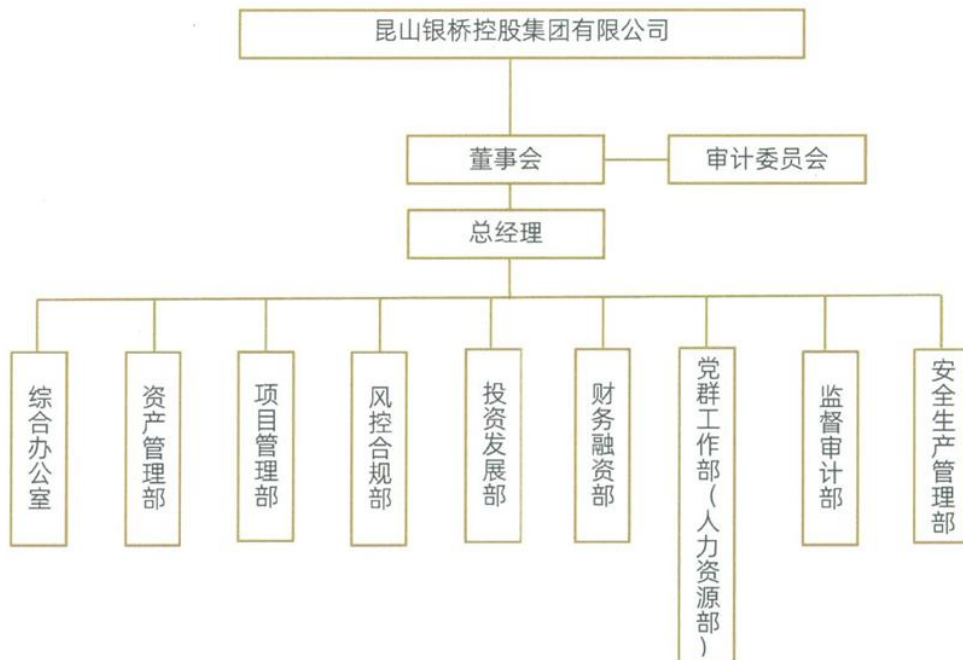 昆山银桥控股集团有限公司
董事会
审计委员会
总经理
综合办公室
资产管理部
项目管理部
风控合规部
投资发展部
财务融资部
党群工作部(人力资源部)
监督审计部
安全生产管理部